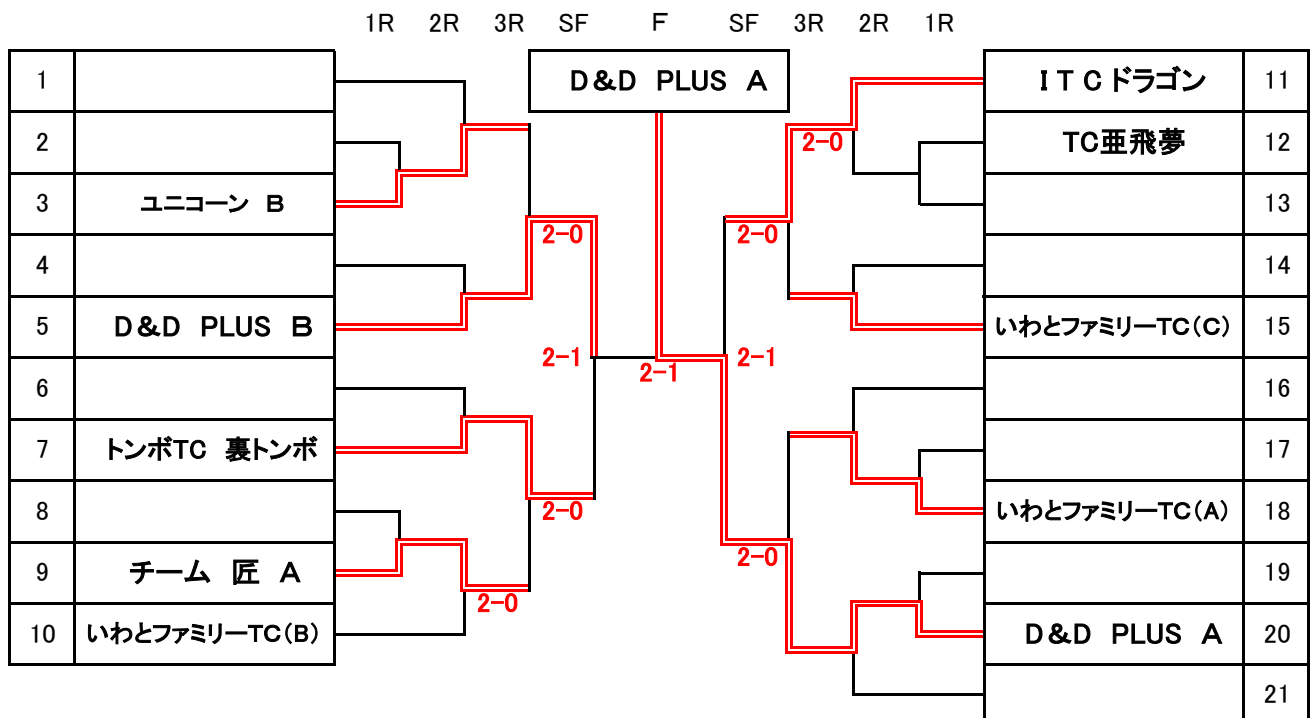 1R 2R 3R SF F SF 3R 2R 1R
D&D PLUS A
1
2
3 ユニコーン B
4
5 D&D PLUS B
6
7 トンボTC 裏トンボ
8
9 チーム 匠 A
10 いわとファミリーTC(B)
2-0
2-1
2-0
2-0
2-1
2-0
2-0
2-1
2-0
ITCドラゴン 11
TC亜飛夢 12
13
14
いわとファミリーTC(C) 15
16
17
いわとファミリーTC(A) 18
19
D&D PLUS A 20
21